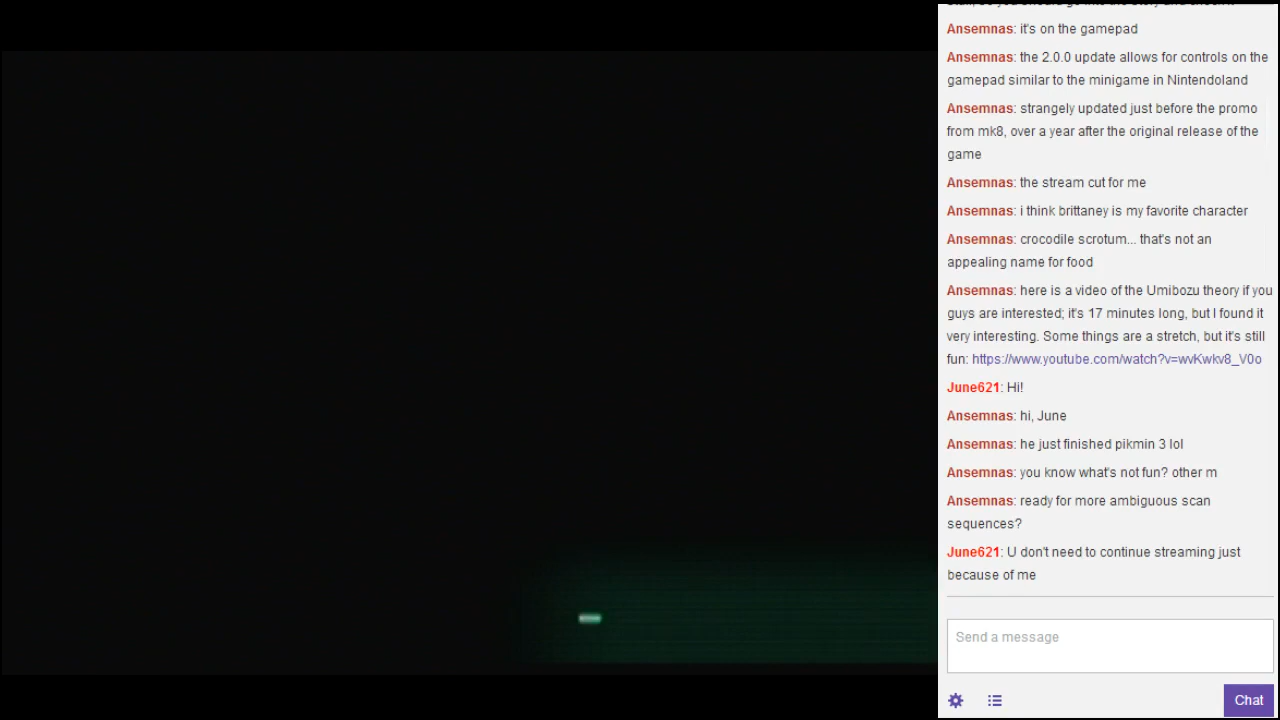 Ansemnas: it's on the gamepad
Ansemnas: the 2.0.0 update allows for controls on the
gamepad similar to the minigame in Nintendoland
Ansemnas: strangely updated just before the promo
from mk8, over a year after the original release of the
game
Ansemnas: the stream cut for me
Ansemnas: i think brittaney is my favorite character
Ansemnas: crocodile scrotum... that's not an
appealing name for food
Ansemnas: here is a video of the Umibozu theory if you
guys are interested; it's 17 minutes long, but I found it
very interesting. Some things are a stretch, but it's still
fun: https://www.youtube.com/watch?v=wvKwkv8_V0o
June621: Hi!
Ansemnas: hi, June
Ansemnas: he just finished pikmin 3 lol
Ansemnas: you know what's not fun? other m
Ansemnas: ready for more ambiguous scan
sequences?
June621: U don't need to continue streaming just
because of me
Send a message
Chat